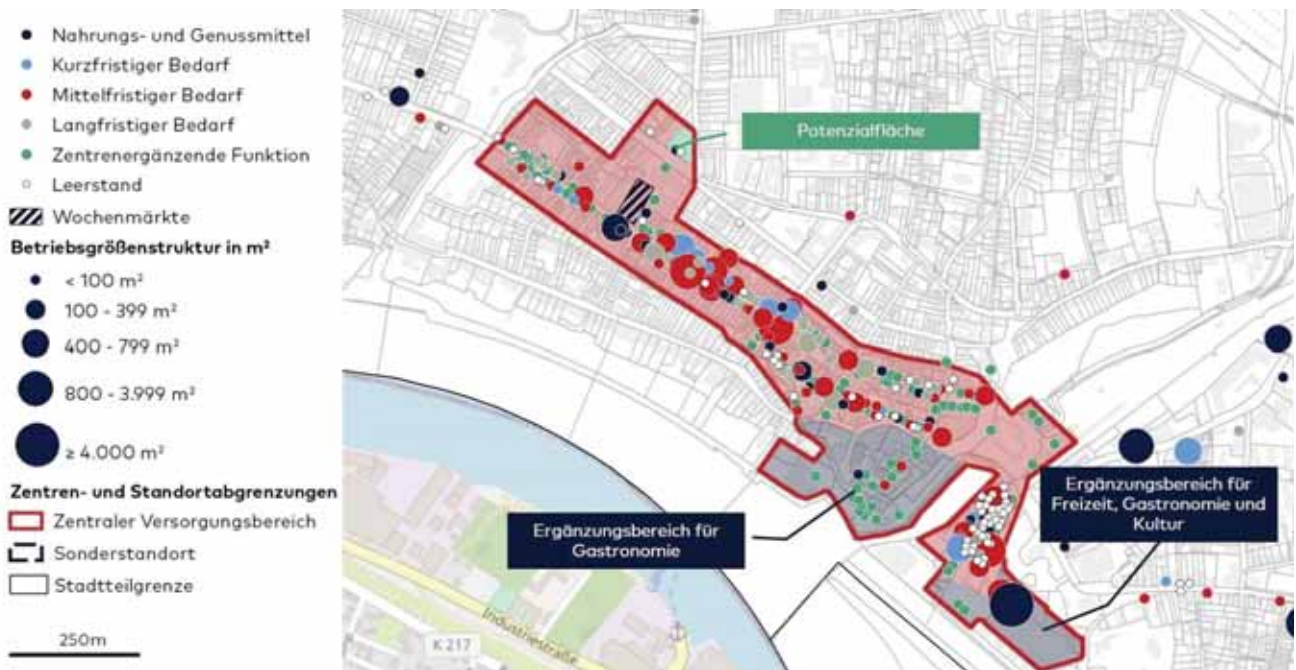 Nahrungs- und Genussmittel
Kurzfristiger Bedarf
Mittelfristiger Bedarf
Langfristiger Bedarf
Zentrenergänzende Funktion
Leerstand
Wochenmärkte
Betriebsgrößenstruktur in m²
< 100 m²
100 - 399 m²
400 - 799 m²
800 - 3.999 m²
≥ 4.000 m²
Zentren- und Standortabgrenzungen
Zentraler Versorgungsbereich
Sonderstandort
Stadtteilgrenze
250m
Potenzialfläche
Ergänzungsbereich für
Gastronomie
Ergänzungsbereich für
Freizeit, Gastronomie und
Kultur
Industriestraße
K 217